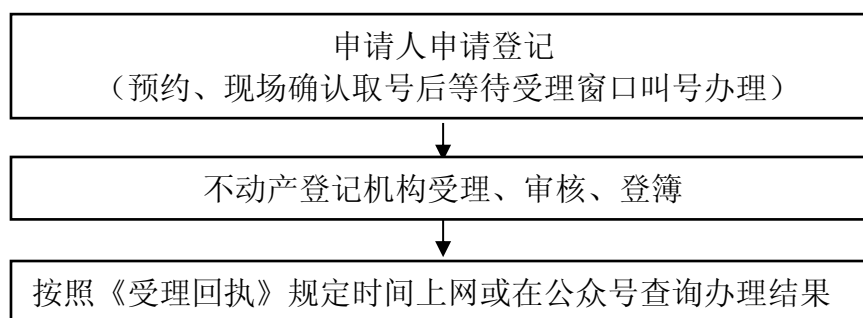 申请人申请登记
（预约、现场确认取号后等待受理窗口叫号办理）
不动产登记机构受理、审核、登簿
按照《受理回执》规定时间上网或在公众号查询办理结果